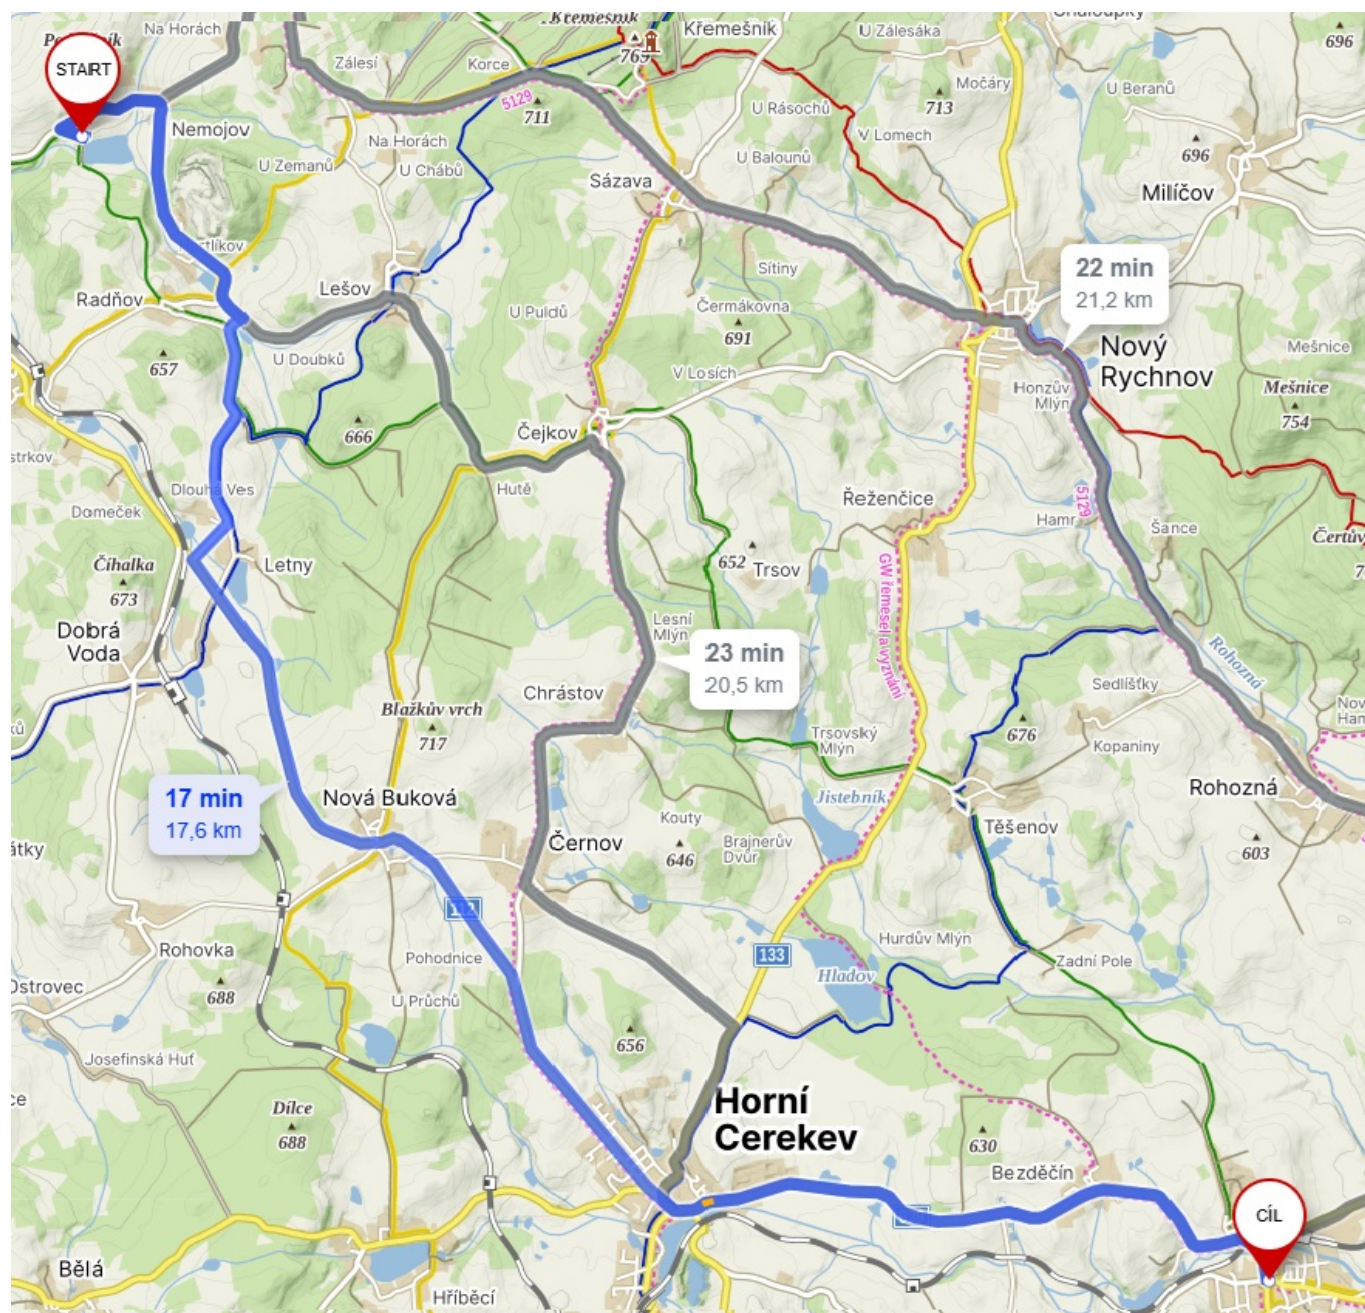 Křemešník
Na Horách
769
Křemešník
U Zálesáka
696
START
Zálesí
Korce
Močáry
U Beranů
5129
711
U Rásochů
713
V Lomech
Nemojov
Na Horách
U Zemanů
U Chábů
U Balounů
696
Sázava
Milíčov
Sítiny
22 min
21,2 km
Lešov
Radňov
U Puldů
Čermákovna
691
U Doubků
657
Nový
Rychnov
Mešnice
V Losích
Honzův
Mlýn
Mešnice
754
666
Čejkov
Dlouhá Ves
Hutě
Řeženčice
5129
Domeček
Hamr
Šance
Číhalka
673
Letny
652
Trsov
GW řemesel a vyznání
Lesní
Mlýn
Dobrá
Voda
23 min
20,5 km
Rohozná
Chrástov
Sedlíšťky
Blažkův vrch
717
Trsovský
Mlýn
676
Kopaniny
17 min
17,6 km
Nová Buková
Jistebník
Rohozná
Těšenov
Kouty
646
Brajnerův
Dvůr
Černov
603
Rohovka
688
Pohodnice
Hurdův Mlýn
133
Zadní Pole
Hladov
U Průchů
656
Josefinská Huť
Dílce
688
Horní
Cerekev
630
Bezděčín
CÍL
Bělá
Hříběcí